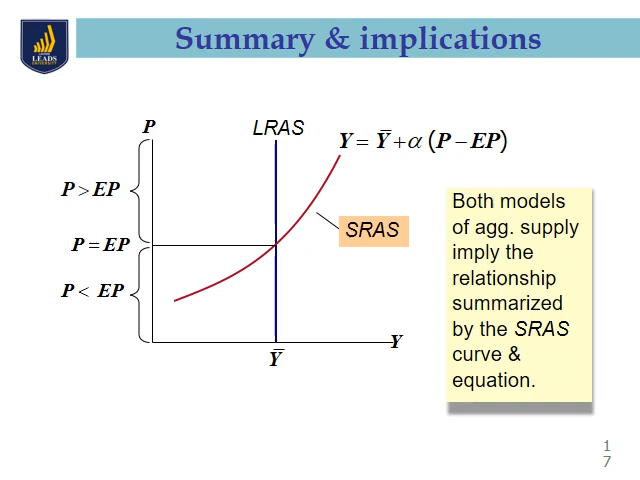 Summary & implications
LEADS
UNIVERSITY
P
LRAS
Y = Y̅ + α (P − EP)
P > EP
SRAS
P = EP
P < EP
Y
Y̅
Both models
of agg. supply
imply the
relationship
summarized
by the SRAS
curve &
equation.
1
7